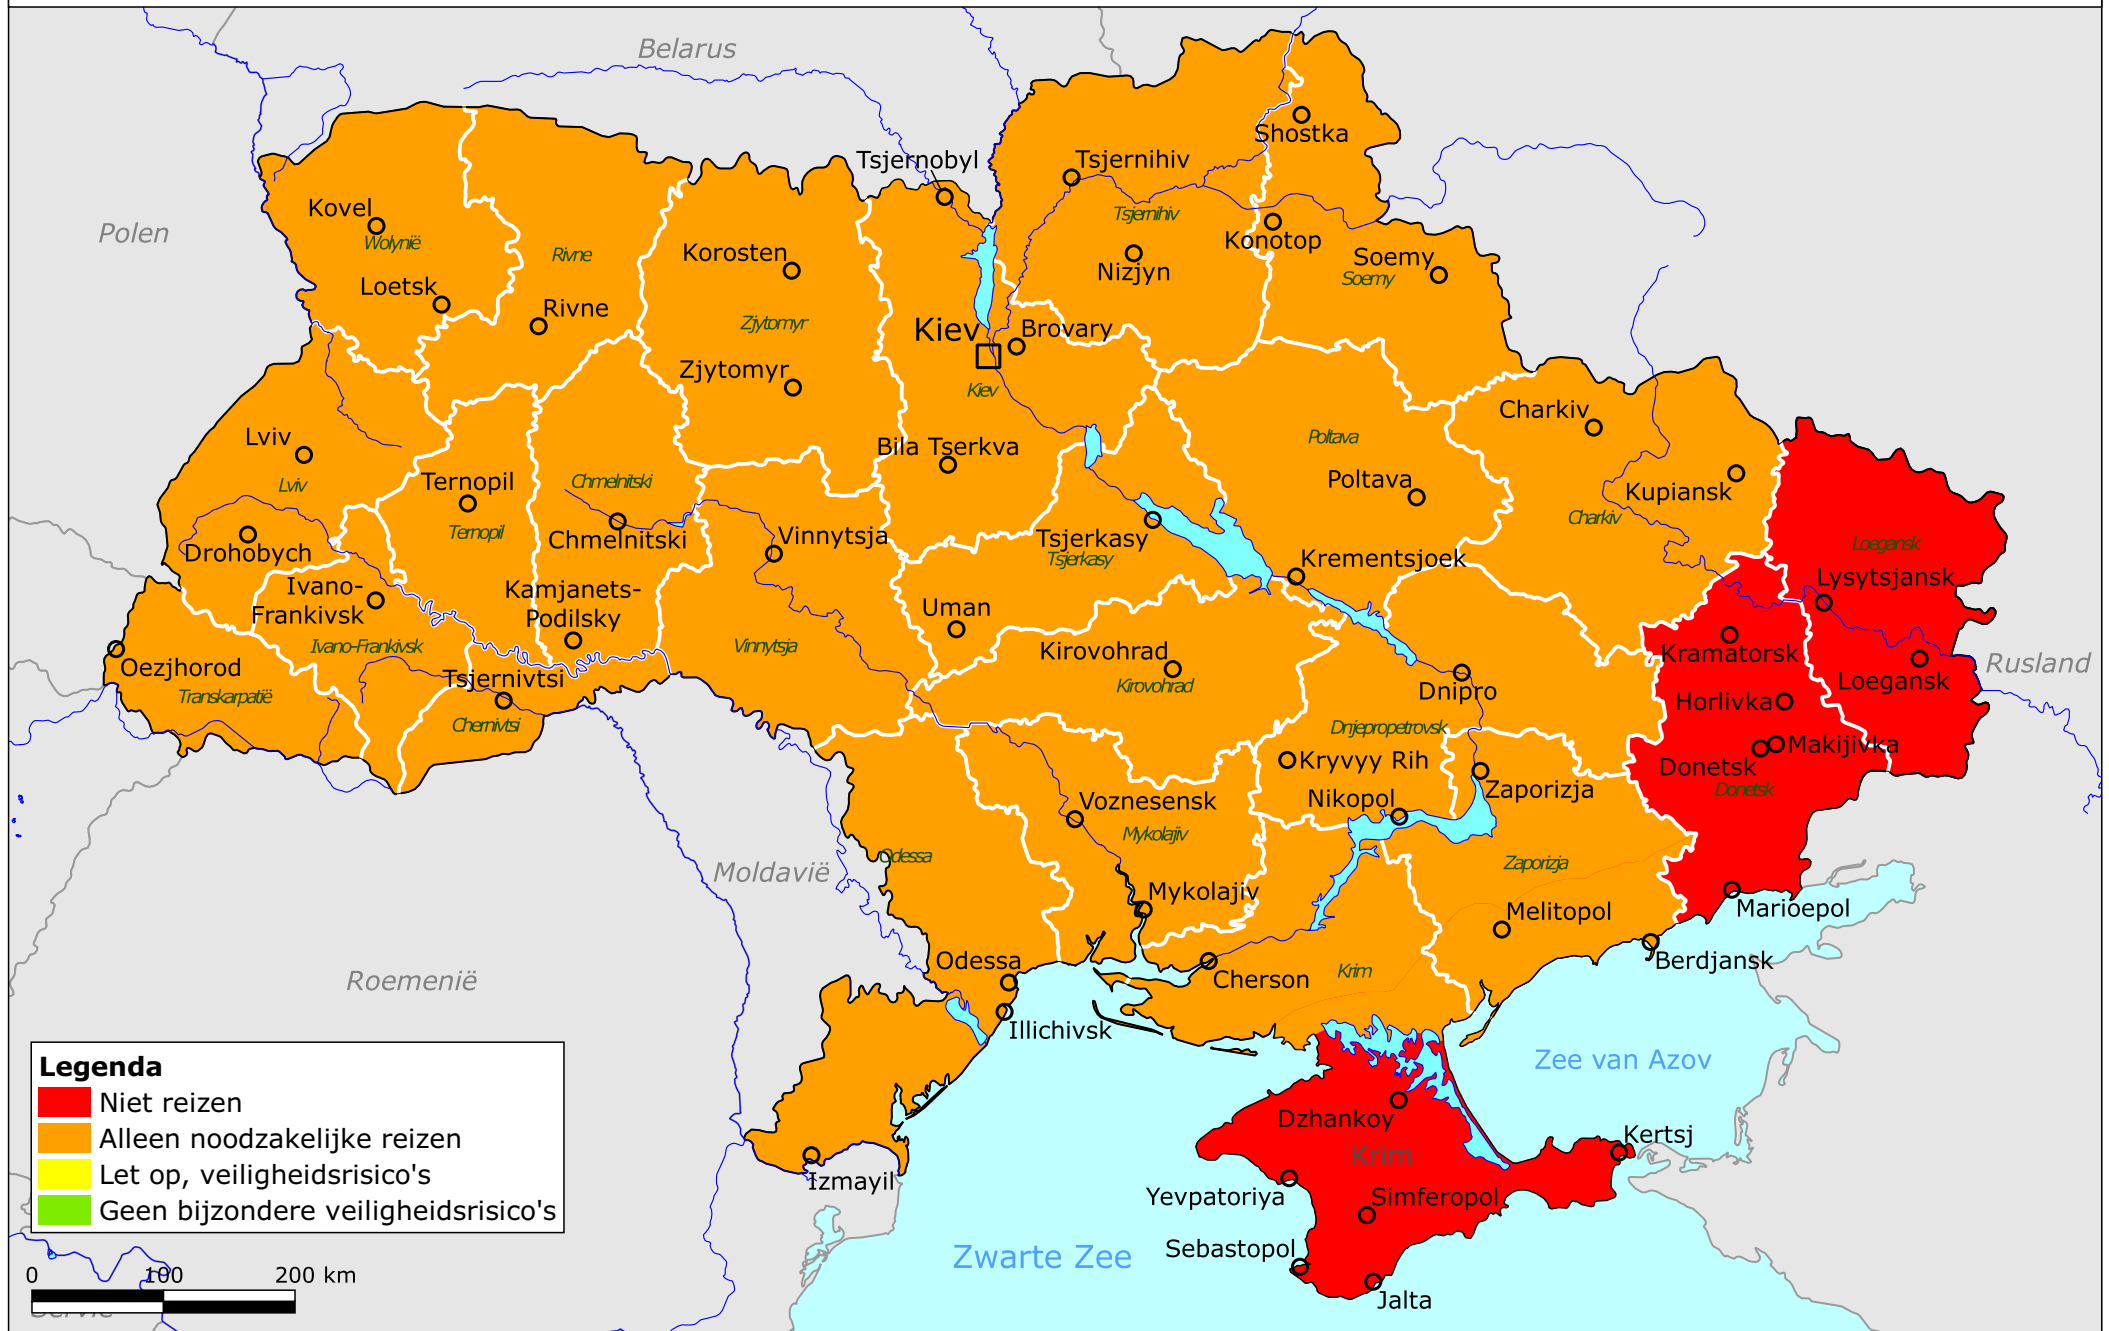 Belarus
Polen
Rusland
Moldavië
Roemenië
Servië
Zwarte Zee
Zee van Azov
Shostka
Tsjernobyl
Tsjernihiv
Tsjernihiv
Kovel
Wolynië
Rivne
Korosten
Konotop
Soemy
Soemy
Nizjyn
Loetsk
Rivne
Zjytomyr
Kiev
Brovary
Zjytomyr
Kiev
Charkiv
Lviv
Lviv
Bila Tserkva
Poltava
Poltava
Ternopil
Ternopil
Chmelnitski
Chmelnitski
Kupiansk
Charkiv
Drohobych
Vinnytsja
Tsjerkasy
Tsjerkasy
Krementsjoek
Loegansk
Lysytsjansk
Ivano-
Frankivsk
Ivano-Frankivsk
Kamjanets-
Podilsky
Uman
Vinnytsja
Kirovohrad
Kirovohrad
Kramatorsk
Oezjhorod
Transkarpatië
Tsjernivtsi
Chernivtsi
Dnipro
Loegansk
Horlivka
Dnjepropetrovsk
Makijivka
Donetsk
Donetsk
Kryvyy Rih
Zaporizja
Nikopol
Voznesensk
Mykolajiv
Odessa
Zaporizja
Mykolajiv
Melitopol
Marioepol
Odessa
Cherson
Krim
Berdjansk
Illichivsk
Dzhankoy
Krim
Kertsj
Izmayil
Yevpatoriya
Simferopol
Sebastopol
Jalta
Legenda
Niet reizen
Alleen noodzakelijke reizen
Let op, veiligheidsrisico's
Geen bijzondere veiligheidsrisico's
0 100 200 km